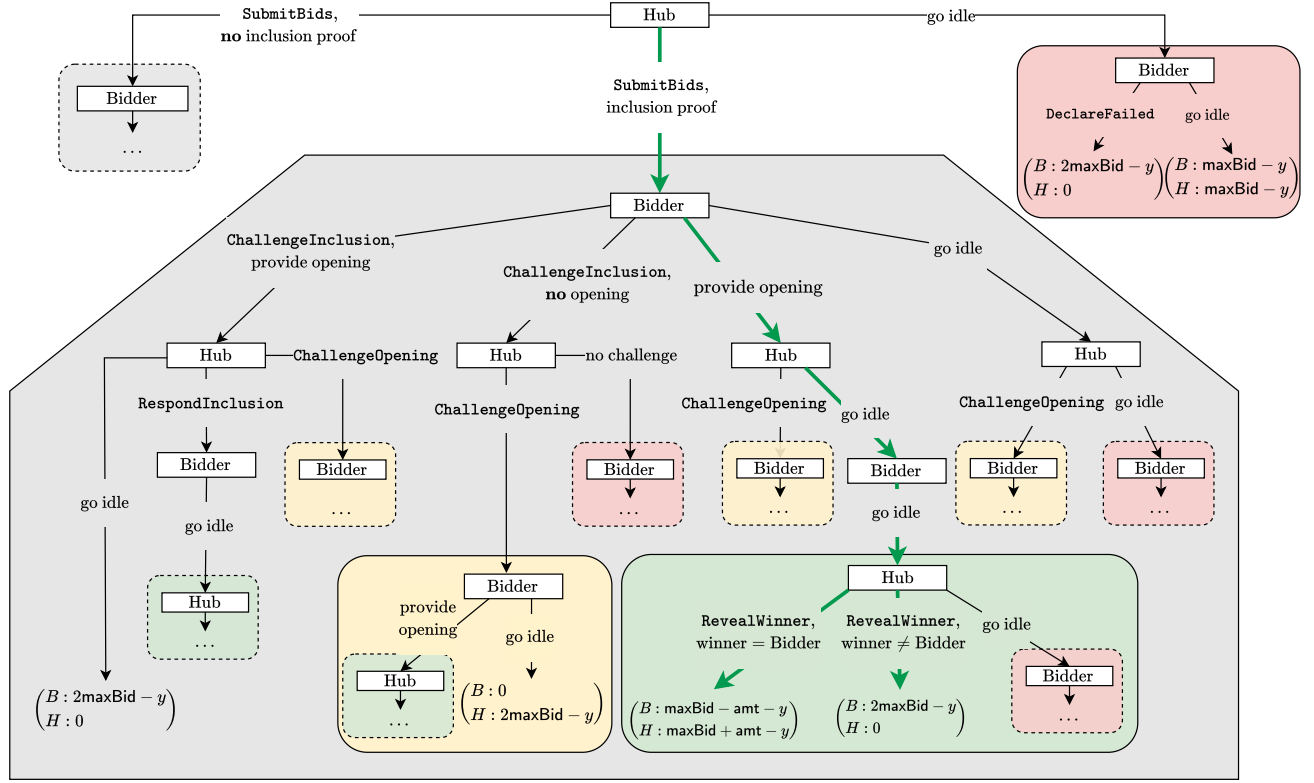 Hub
SubmitBids,
no inclusion proof
go idle
Bidder
...
SubmitBids,
inclusion proof
Bidder
DeclareFailed
go idle
(B : 2maxBid − y
H : 0)
(B : maxBid − y
H : maxBid − y)
Bidder
ChallengeInclusion,
provide opening
ChallengeInclusion,
no opening
provide opening
go idle
Hub
ChallengeOpening
Hub
no challenge
Hub
Hub
RespondInclusion
ChallengeOpening
ChallengeOpening
go idle
ChallengeOpening
go idle
Bidder
Bidder
...
Bidder
...
Bidder
...
Bidder
Bidder
...
Bidder
...
go idle
go idle
go idle
Hub
...
Bidder
provide
opening
go idle
Hub
...
(B : 0
H : 2maxBid − y)
Hub
RevealWinner,
winner = Bidder
RevealWinner,
winner ≠ Bidder
go idle
Bidder
...
(B : 2maxBid − y
H : 0)
(B : maxBid − amt − y
H : maxBid + amt − y)
(B : 2maxBid − y
H : 0)